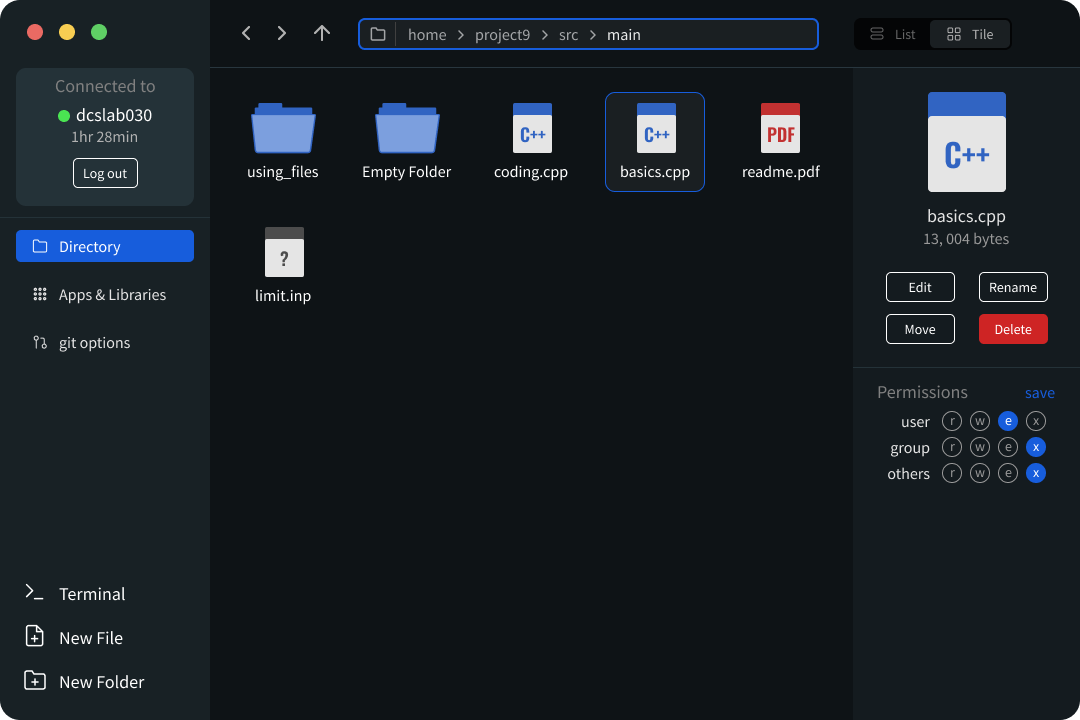 home project9 src main
List Tile
Connected to
dcslab030
1hr 28min
Log out
Directory
Apps & Libraries
git options
Terminal
New File
New Folder
C++ C++ PDF
using_files Empty Folder coding.cpp basics.cpp readme.pdf
?
limit.inp
C++
basics.cpp
13, 004 bytes
Edit Rename
Move Delete
Permissions save
user r w e x
group r w e x
others r w e x